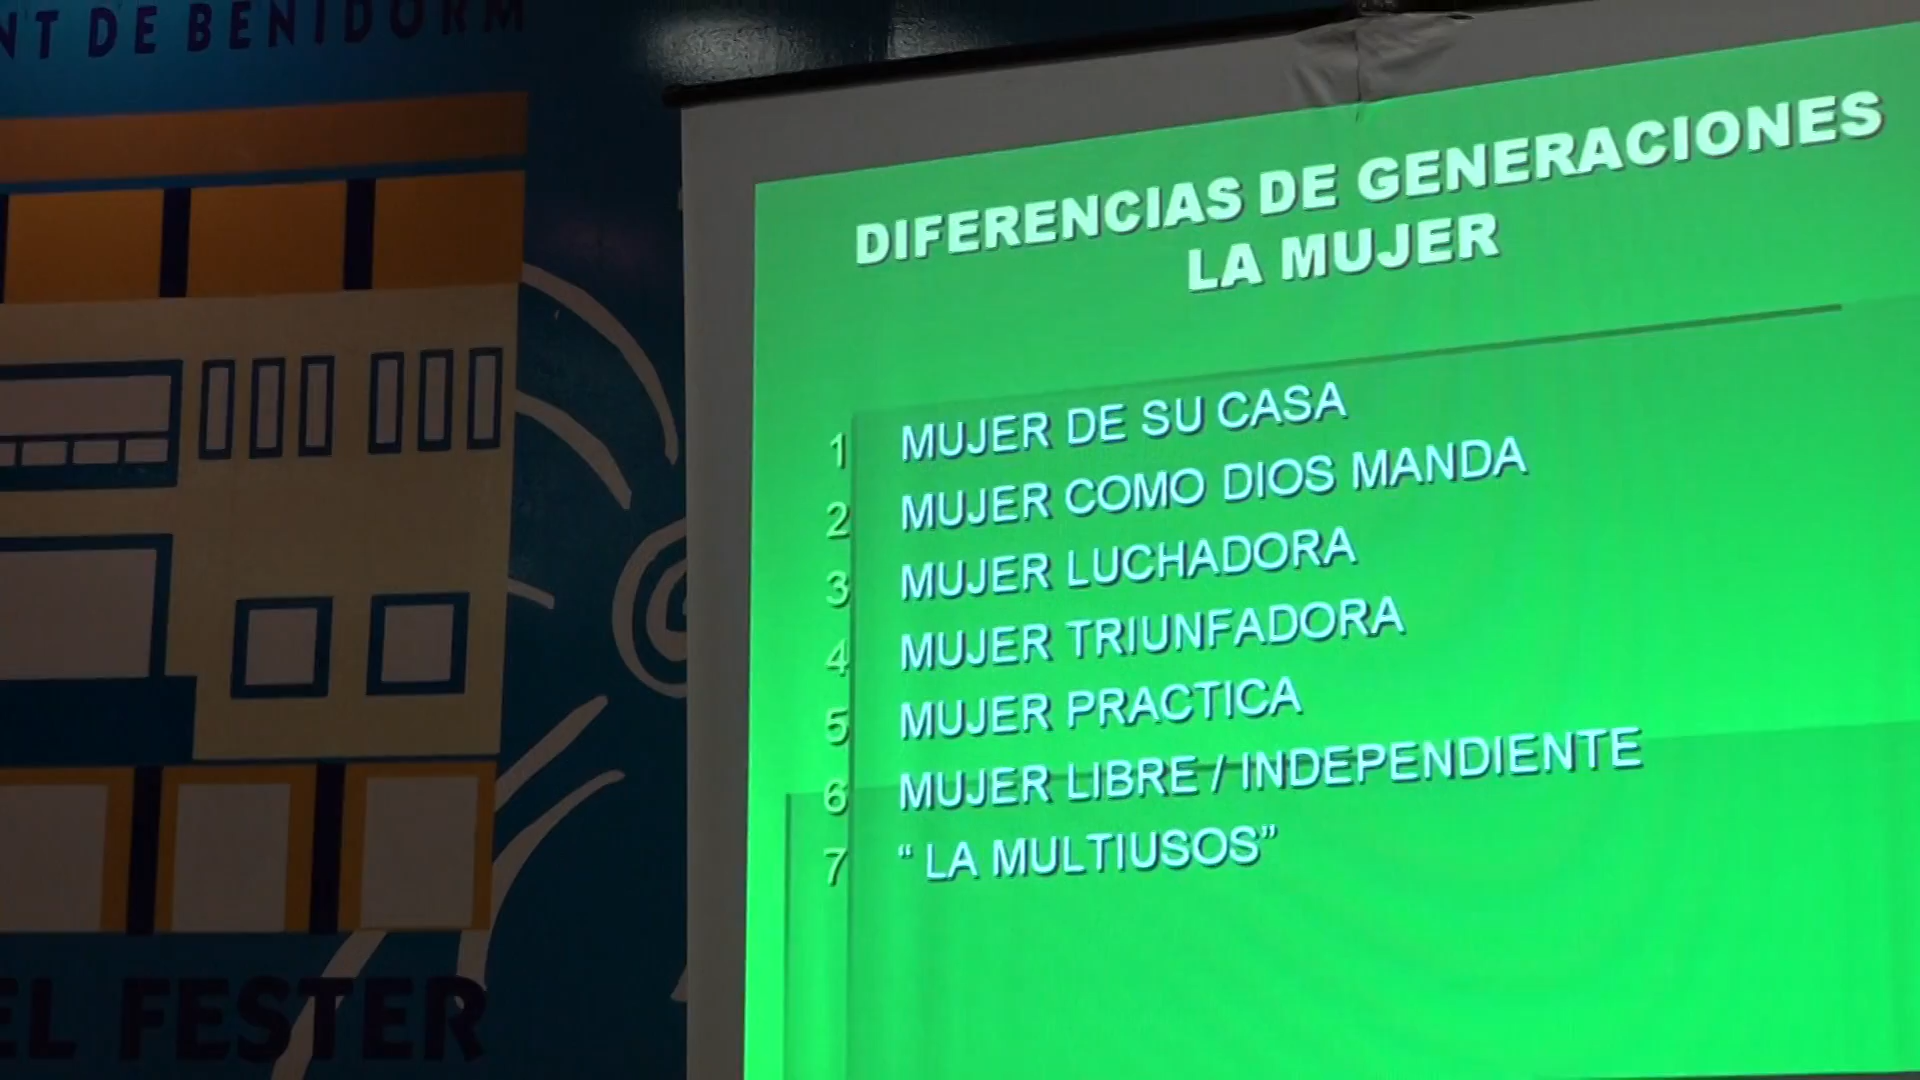 NT DE BENIDORM
EL FESTER
DIFERENCIAS DE GENERACIONES
LA MUJER
1 MUJER DE SU CASA
2 MUJER COMO DIOS MANDA
3 MUJER LUCHADORA
4 MUJER TRIUNFADORA
5 MUJER PRACTICA
6 MUJER LIBRE / INDEPENDIENTE
7 “ LA MULTIUSOS”